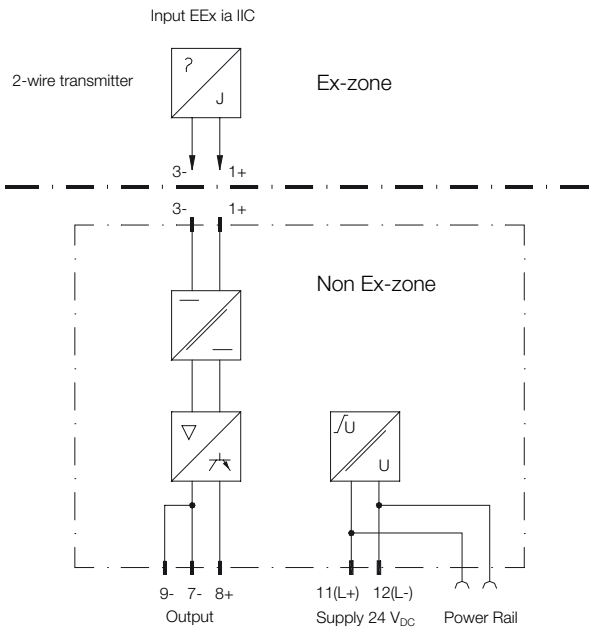 Input EEx ia IIC
2-wire transmitter
?
J
Ex-zone
3- 1+
3- 1+
Non Ex-zone
U
U
9- 7- 8+
11(L+) 12(L-)
Output
Supply 24 VDC
Power Rail